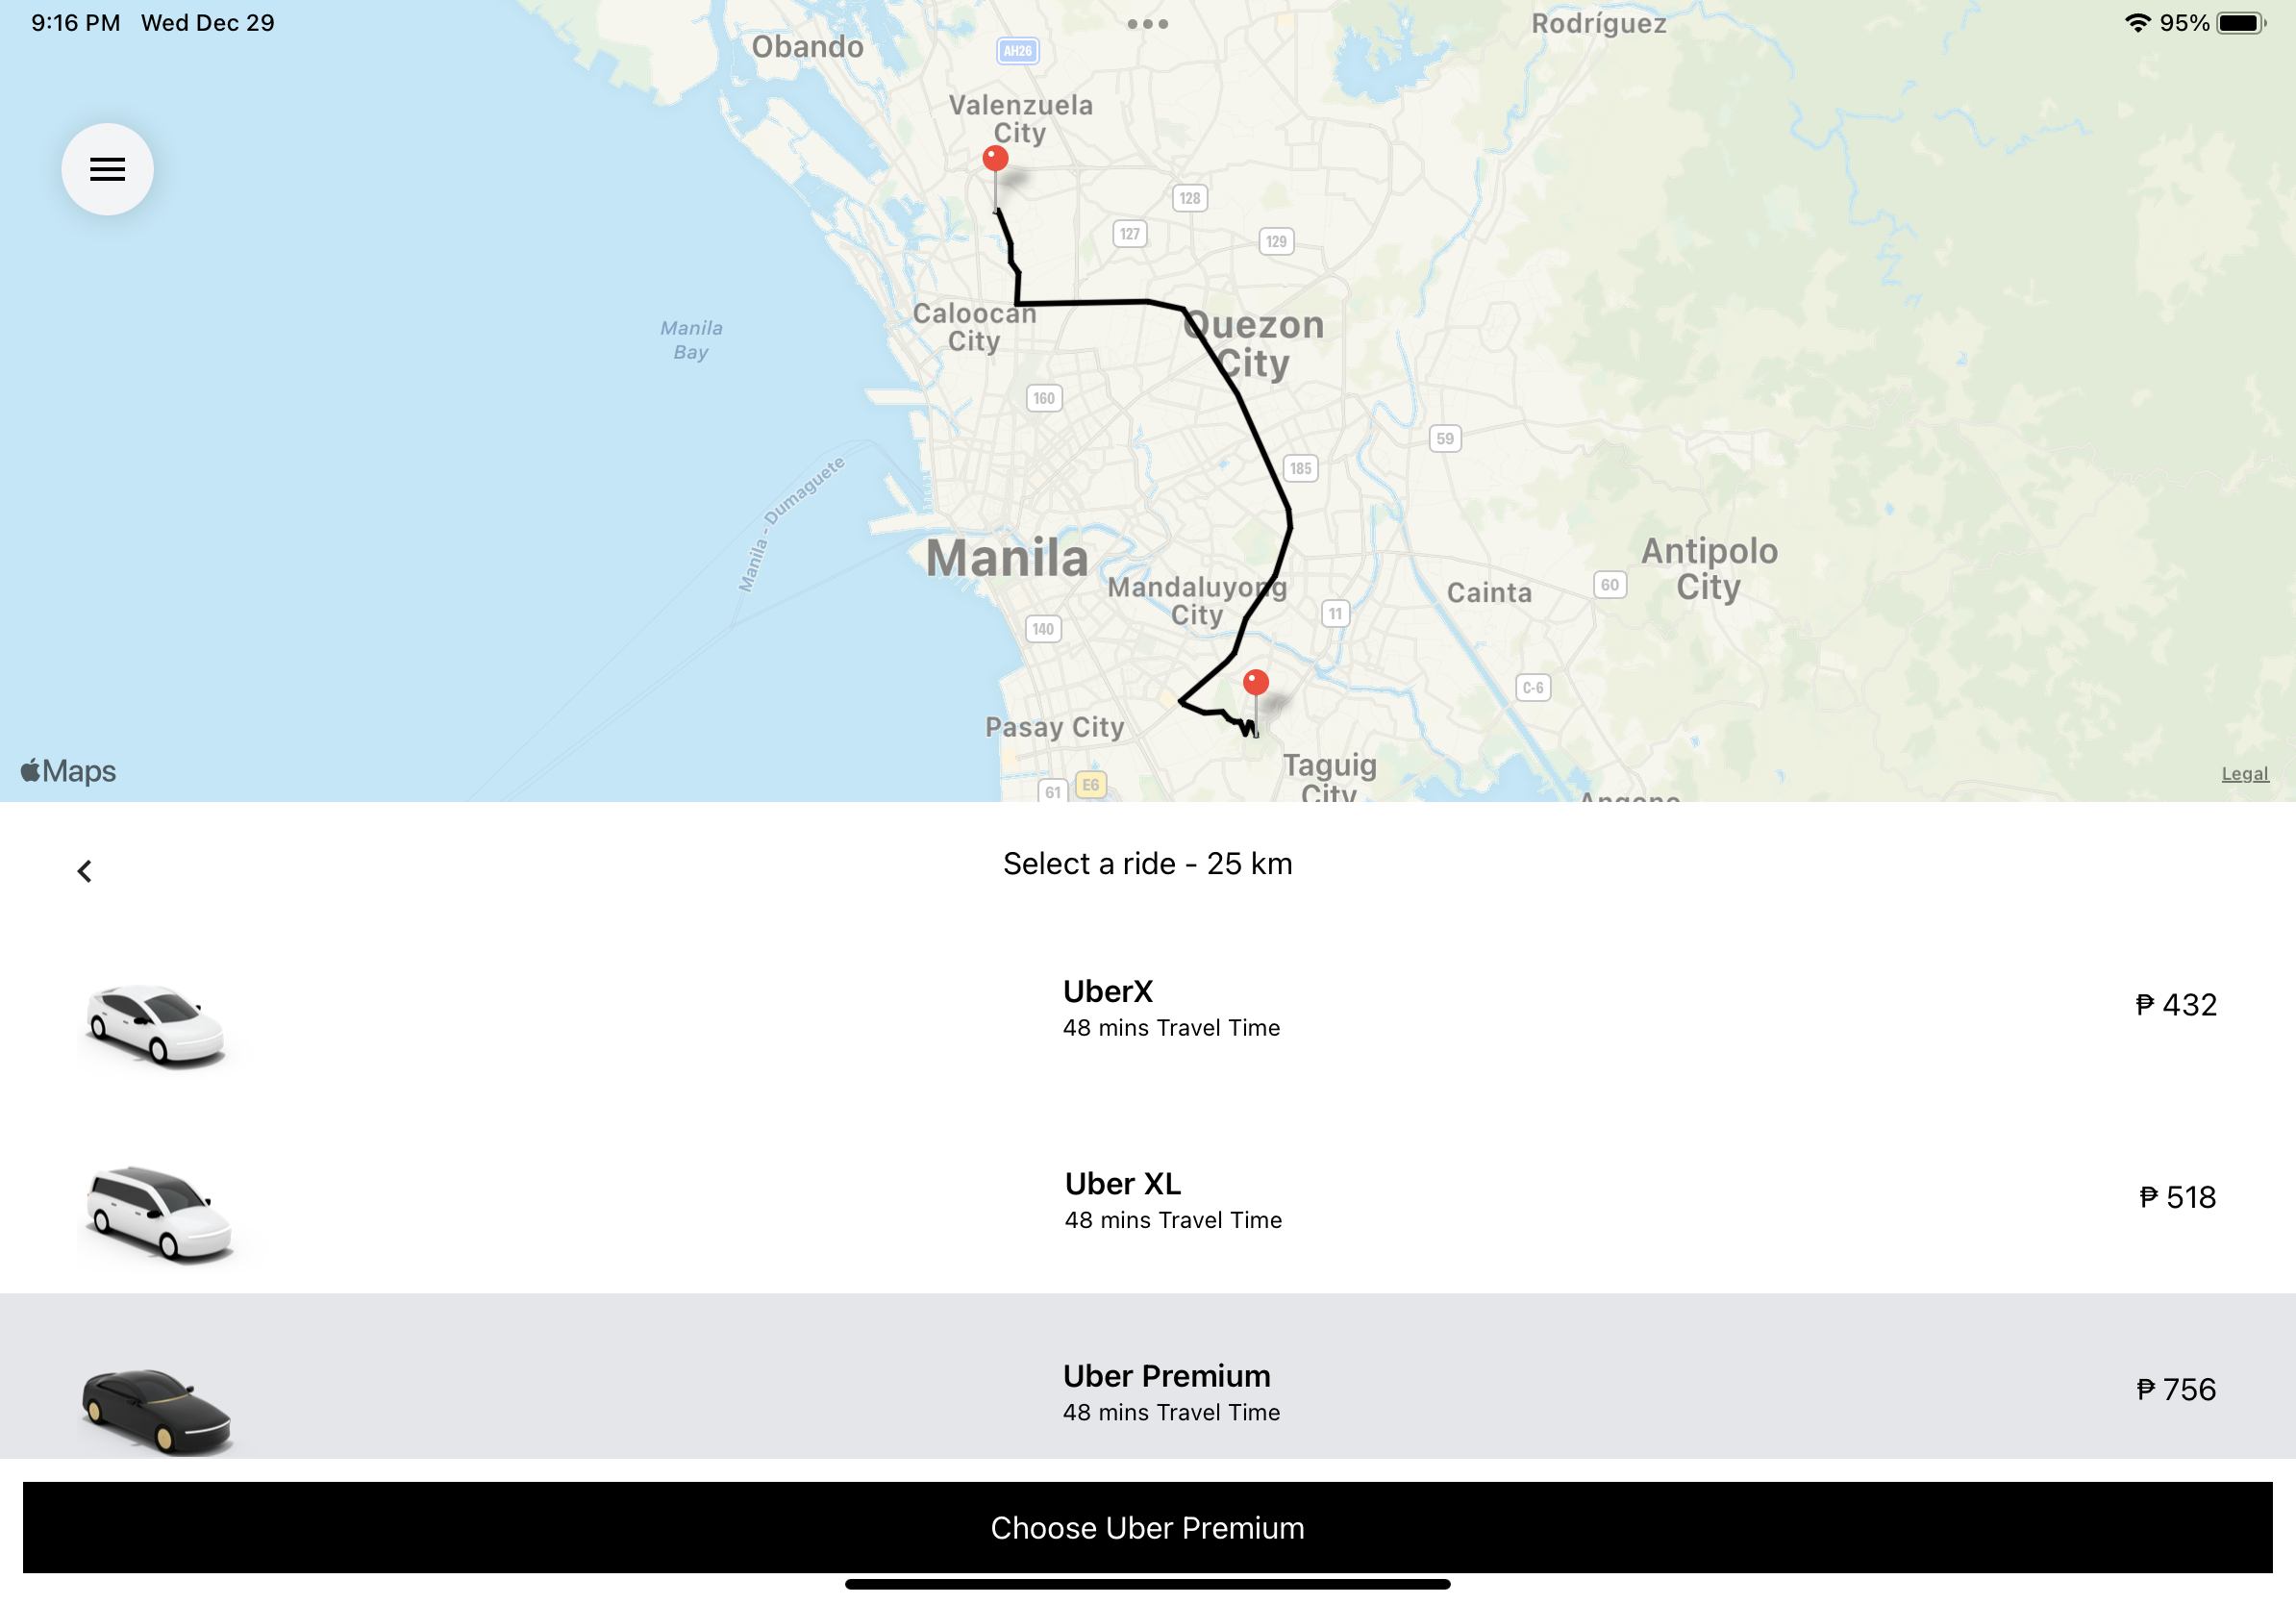 9:16 PM Wed Dec 29
95%
Obando
AH26
Rodríguez
Valenzuela
City
128
127
129
Caloocan
City
Quezon
City
Manila
Bay
160
59
185
Manila - Dumaguete
Manila
Mandaluyong
City
Cainta
60
Antipolo
City
140
11
C-6
Pasay City
Taguig
City
61
E6
Angono
Maps
Legal
Select a ride - 25 km
UberX
48 mins Travel Time
₱ 432
Uber XL
48 mins Travel Time
₱ 518
Uber Premium
48 mins Travel Time
₱ 756
Choose Uber Premium